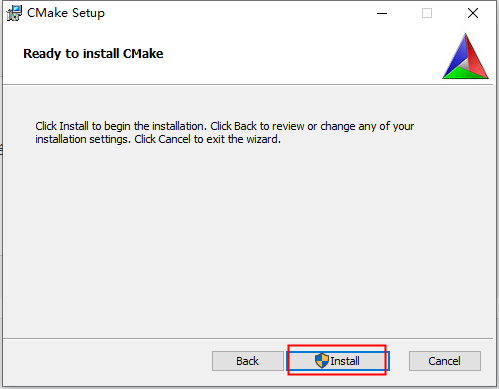 CMake Setup
Ready to install CMake
Click Install to begin the installation. Click Back to review or change any of your
installation settings. Click Cancel to exit the wizard.
Back
Install
Cancel